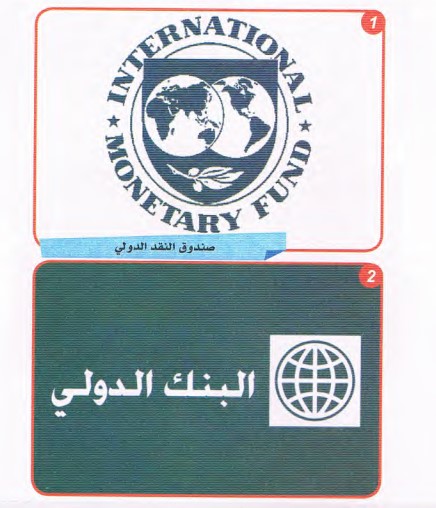 1
INTERNATIONAL
MONETARY FUND
صندوق النقد الدولي
2
البنك الدولي